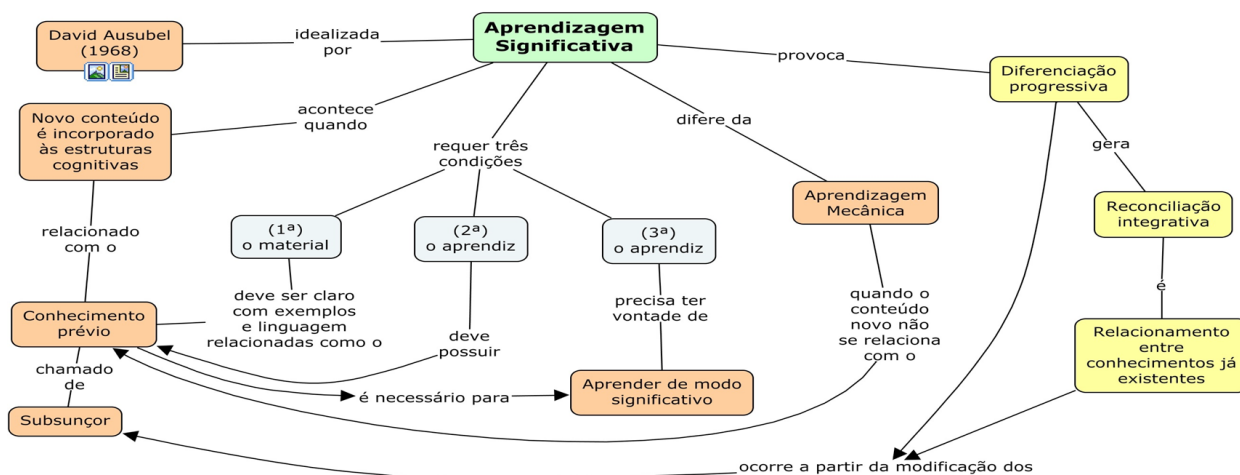 Aprendizagem
Significativa
David Ausubel
(1968)
idealizada
por
provoca
Diferenciação
progressiva
acontece
quando
Novo conteúdo
é incorporado
às estruturas
cognitivas
requer três
condições
difere da
gera
Aprendizagem
Mecânica
Reconciliação
integrativa
relacionado
com o
(1ª)
o material
(2ª)
o aprendiz
(3ª)
o aprendiz
é
deve ser claro
com exemplos
e linguagem
relacionadas como o
deve
possuir
precisa ter
vontade de
quando o
conteúdo
novo não
se relaciona
com o
Conhecimento
prévio
Relacionamento
entre
conhecimentos já
existentes
chamado
de
é necessário para
Aprender de modo
significativo
Subsunçor
ocorre a partir da modificação dos